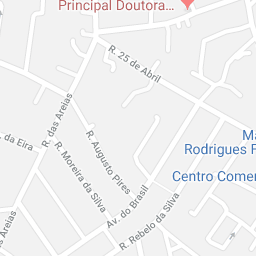 Principal Doutora...
R. 25 de Abril
Ma
Rodrigues F
R. das Areias
da Eira
R. Augusto Pires
R. Moreira da Silva
Centro Comer
Av. do Brasil
Areias
R. Rebelo da Silva